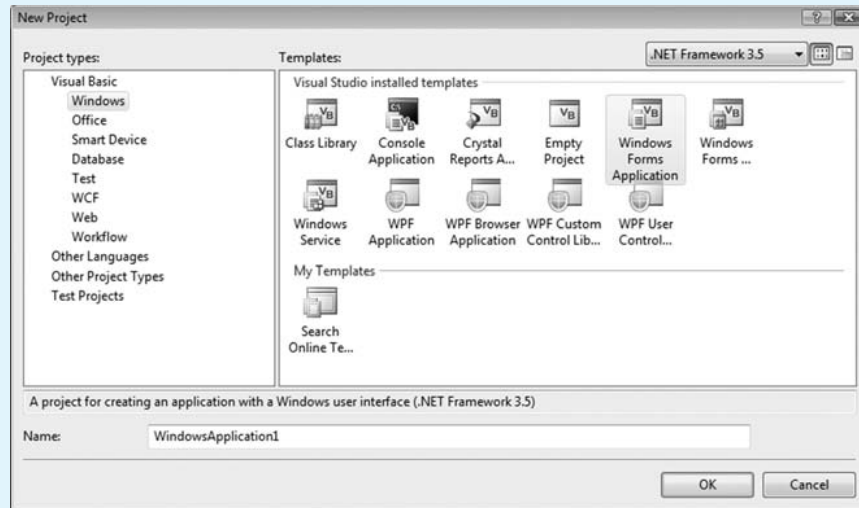 New Project
Project types:
Templates:
.NET Framework 3.5
Visual Basic
Windows
Office
Smart Device
Database
Test
WCF
Web
Workflow
Other Languages
Other Project Types
Test Projects
Visual Studio installed templates
Class Library
Console Application
Crystal Reports A...
Empty Project
Windows Forms Application
Windows Forms ...
Windows Service
WPF Application
WPF Browser Application
WPF Custom Control Lib...
WPF User Control...
My Templates
Search Online Te...
A project for creating an application with a Windows user interface (.NET Framework 3.5)
Name:
WindowsApplication1
OK
Cancel